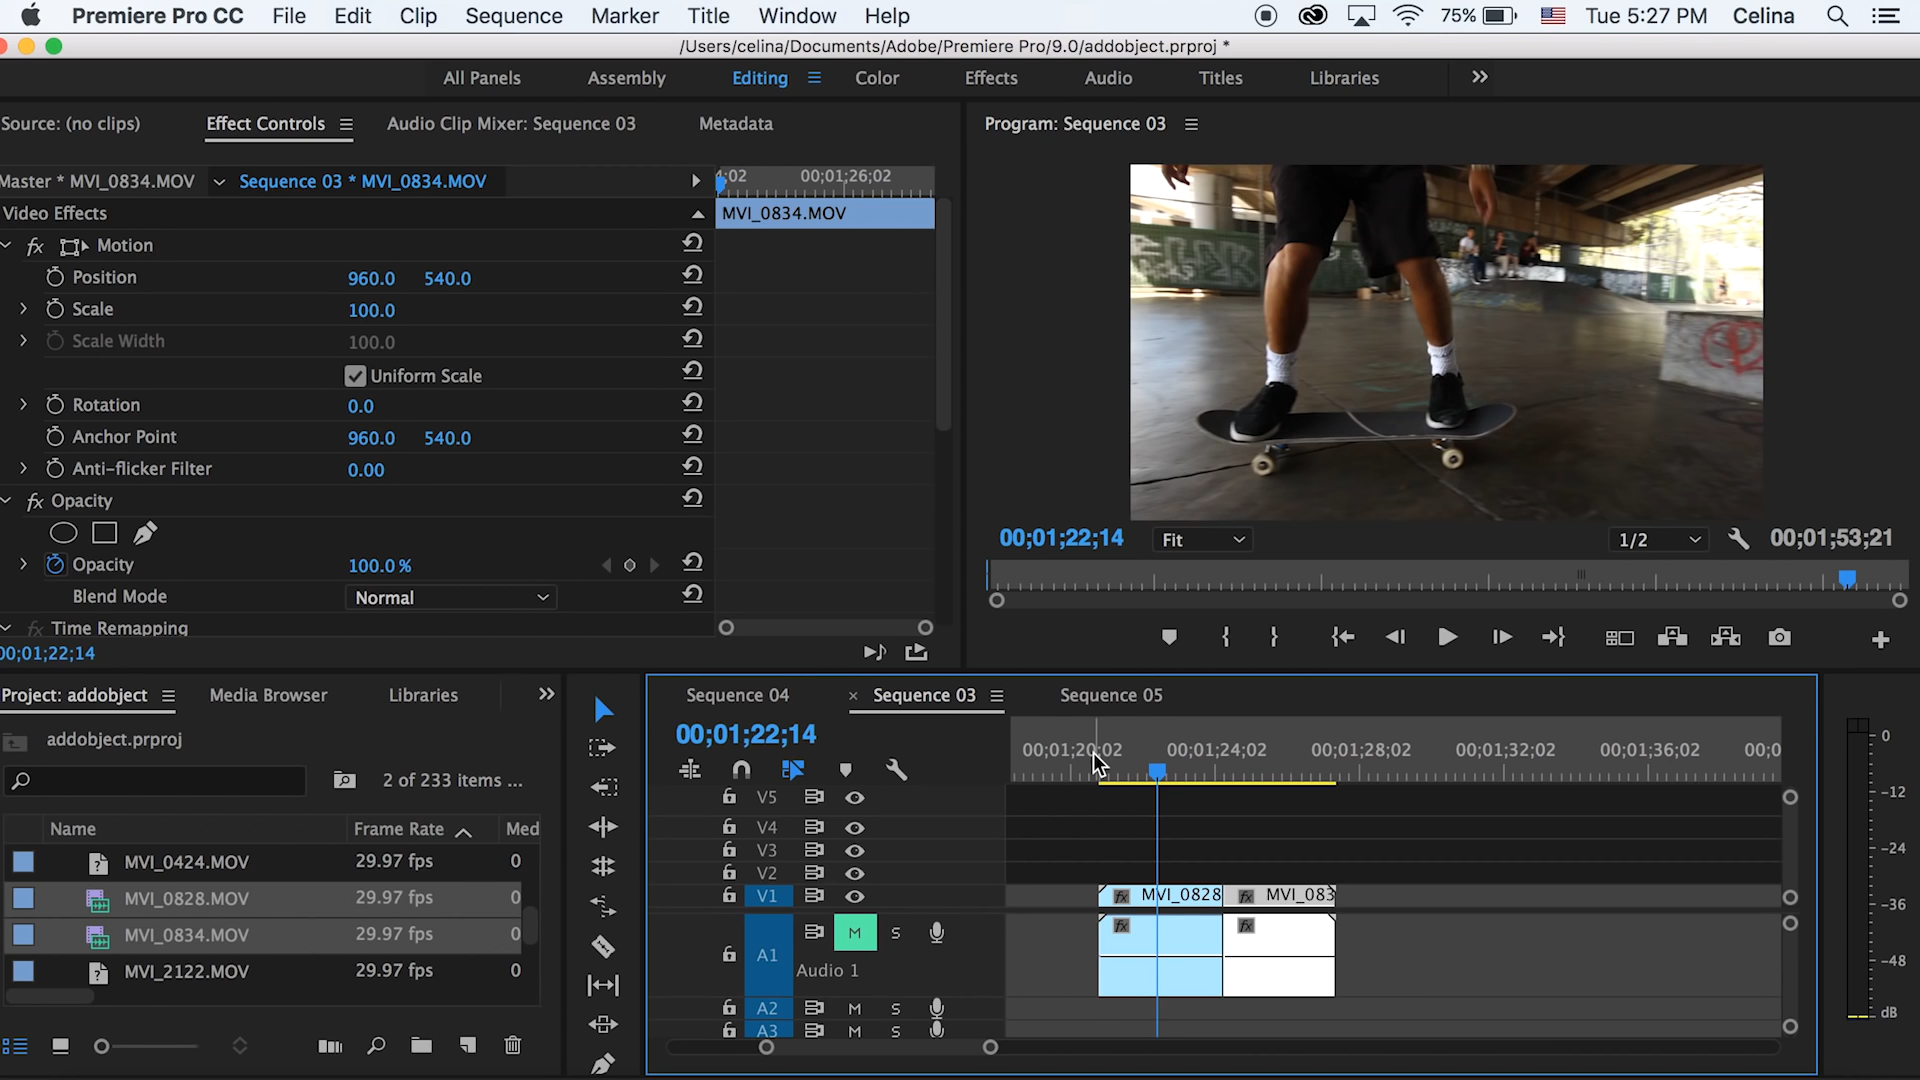 Premiere Pro CC File Edit Clip Sequence Marker Title Window Help 75% Tue 5:27 PM Celina
/Users/celina/Documents/Adobe/Premiere Pro/9.0/addobject.prproj *
All Panels Assembly Editing Color Effects Audio Titles Libraries
Source: (no clips) Effect Controls Audio Clip Mixer: Sequence 03 Metadata
Program: Sequence 03
Master * MVI_0834.MOV Sequence 03 * MVI_0834.MOV
4:02 00;01;26;02
Video Effects
MVI_0834.MOV
fx Motion
Position 960.0 540.0
Scale 100.0
Scale Width 100.0
Uniform Scale
Rotation 0.0
Anchor Point 960.0 540.0
Anti-flicker Filter 0.00
fx Opacity
Opacity 100.0 %
Blend Mode Normal
fx Time Remapping
00;01;22;14
00;01;22;14 Fit 1/2 00;01;53;21
Project: addobject Media Browser Libraries
addobject.prproj
2 of 233 items ...
Name Frame Rate Med
MVI_0424.MOV 29.97 fps 0
MVI_0828.MOV 29.97 fps 0
MVI_0834.MOV 29.97 fps 0
MVI_2122.MOV 29.97 fps 0
Sequence 04 × Sequence 03 Sequence 05
00;01;22;14
00;01;20;02 00;01;24;02 00;01;28;02 00;01;32;02 00;01;36;02 00;0
V5
V4
V3
V2
V1 fx MVI_0828 fx MVI_083
A1 M S fx fx
Audio 1
A2 M S
A3 M S
0
-12
-24
-36
-48
dB